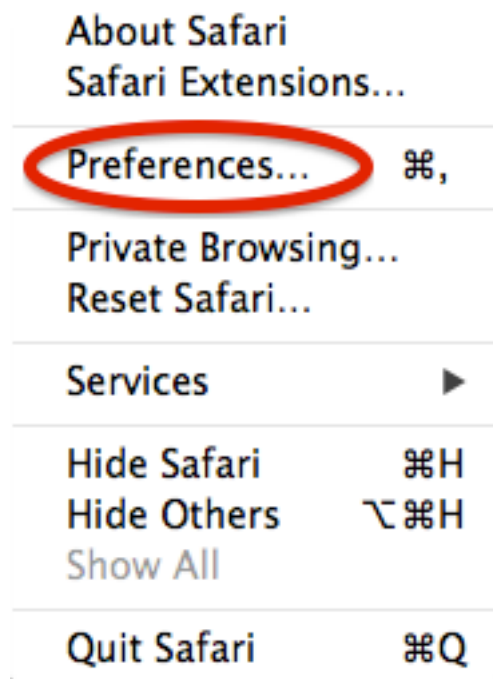 About Safari
Safari Extensions...
Preferences... ⌘,
Private Browsing...
Reset Safari...
Services ▶
Hide Safari ⌘H
Hide Others ⌥⌘H
Show All
Quit Safari ⌘Q